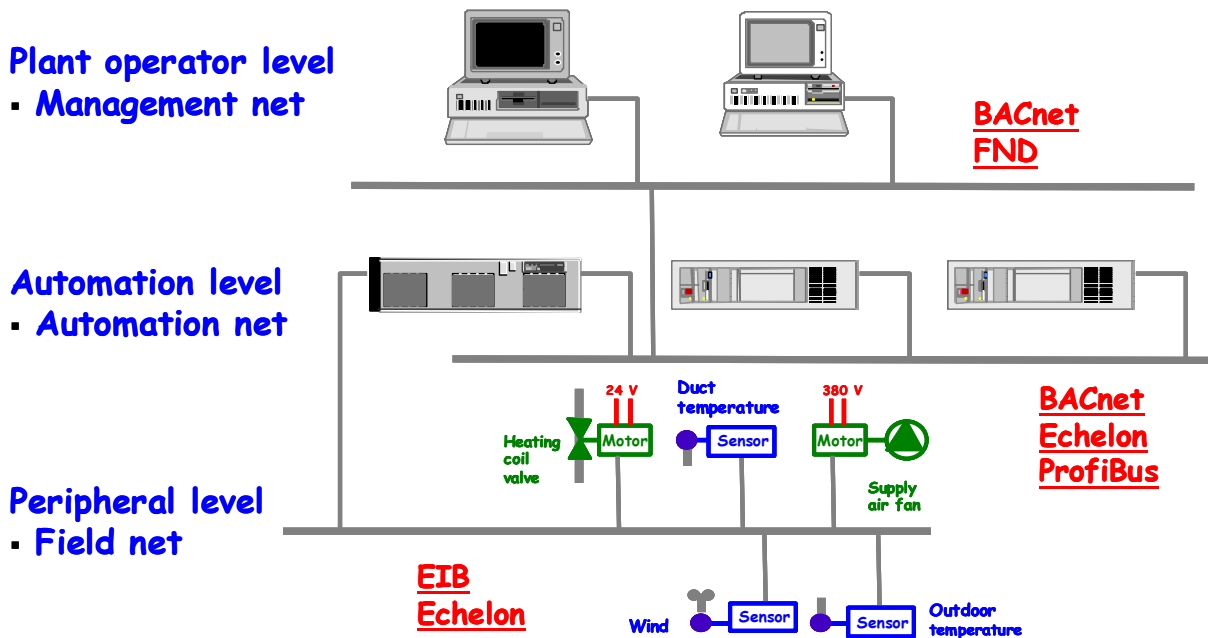 Plant operator level
▪ Management net
BACnet
FND
Automation level
▪ Automation net
BACnet
Echelon
ProfiBus
24 V
Duct
temperature
380 V
Heating
coil
valve
Motor
Sensor
Motor
Supply
air fan
Peripheral level
▪ Field net
EIB
Echelon
Wind
Sensor
Sensor
Outdoor
temperature